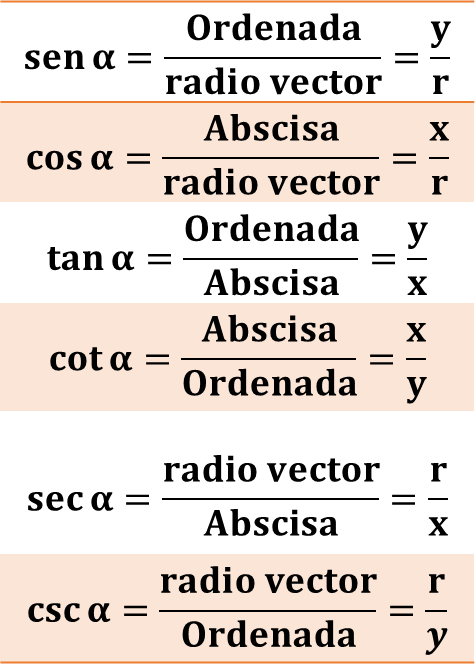 sen α = Ordenada / radio vector = y / r
cos α = Abscisa / radio vector = x / r
tan α = Ordenada / Abscisa = y / x
cot α = Abscisa / Ordenada = x / y
sec α = radio vector / Abscisa = r / x
csc α = radio vector / Ordenada = r / y